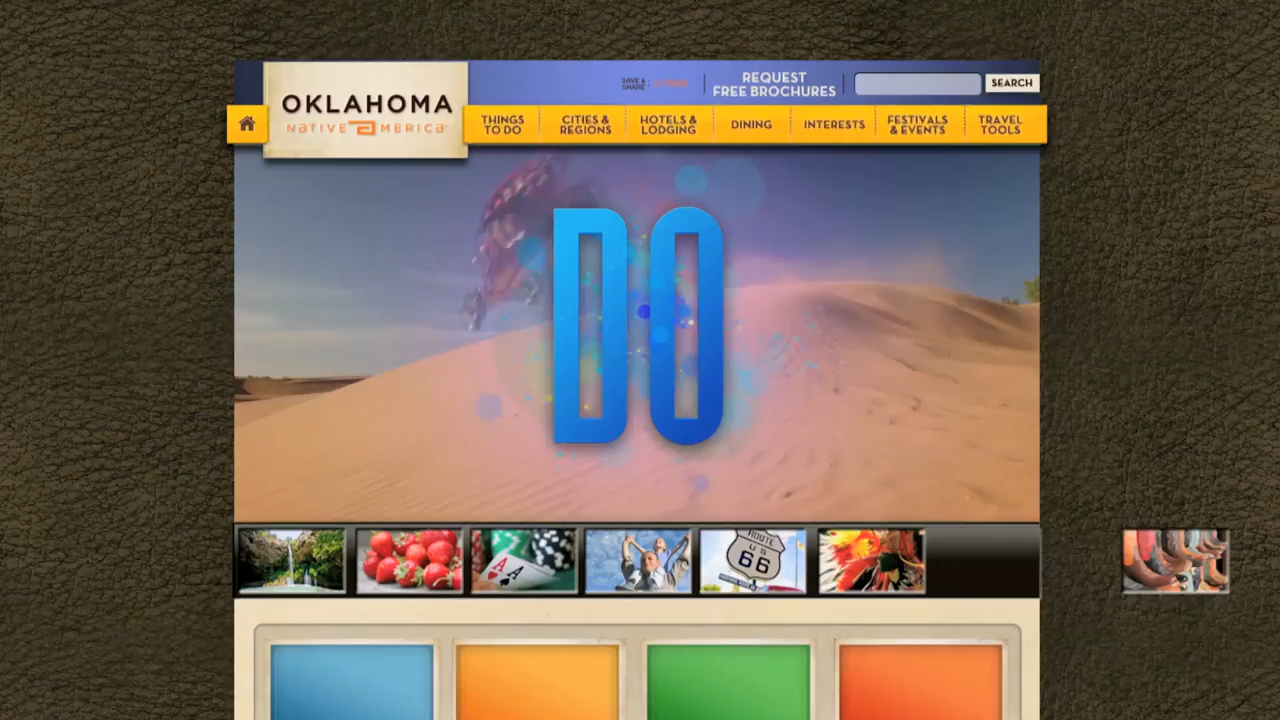 SAVE &
SHARE:
REQUEST
FREE BROCHURES
SEARCH
OKLAHOMA
NATIVE AMERICA
THINGS
TO DO
CITIES &
REGIONS
HOTELS &
LODGING
DINING
INTERESTS
FESTIVALS
& EVENTS
TRAVEL
TOOLS
DO
A
A
ROUTE
US
66